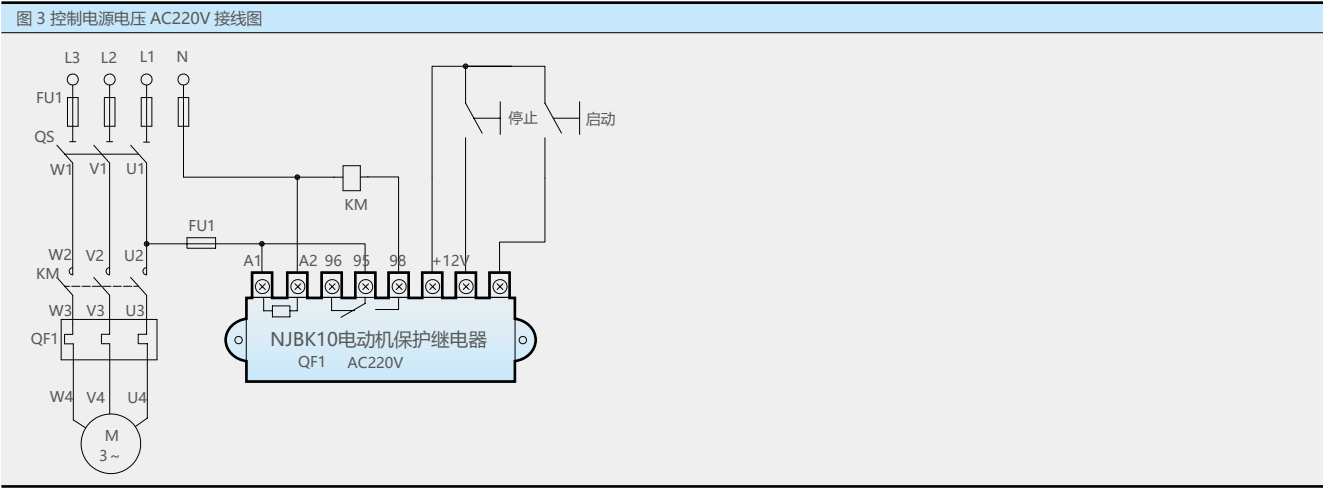 图 3 控制电源电压 AC220V 接线图
L3 L2 L1 N
FU1
停止 启动
QS
W1 V1 U1
KM
FU1
W2 V2 U2
A1 A2 96 95 98 +12V
KM
W3 V3 U3
QF1
NJBK10电动机保护继电器
QF1 AC220V
W4 V4 U4
M
3～